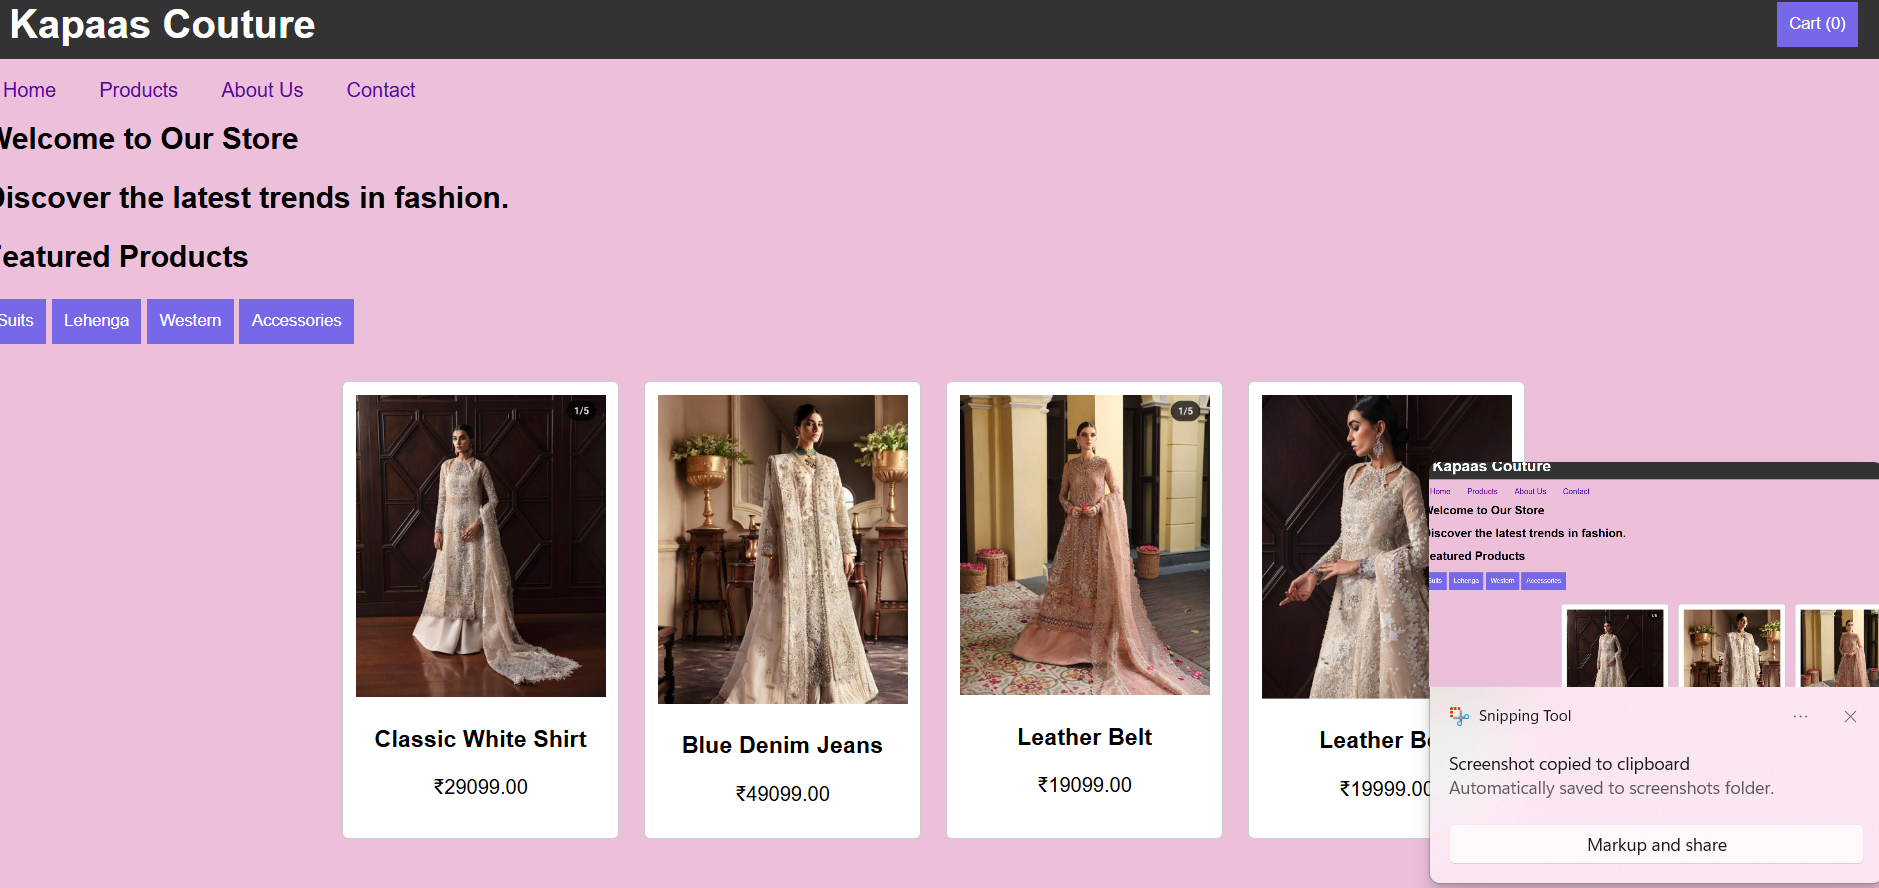 Kapaas Couture
Cart (0)
Home Products About Us Contact
Welcome to Our Store
Discover the latest trends in fashion.
Featured Products
Suits Lehenga Western Accessories
1/5
1/5
Classic White Shirt
₹29099.00
Blue Denim Jeans
₹49099.00
Leather Belt
₹19099.00
Leather Be
₹19999.00
Kapaas Couture
Home Products About Us Contact
Welcome to Our Store
Discover the latest trends in fashion.
Featured Products
Suits Lehenga Western Accessories
Snipping Tool
Screenshot copied to clipboard
Automatically saved to screenshots folder.
Markup and share